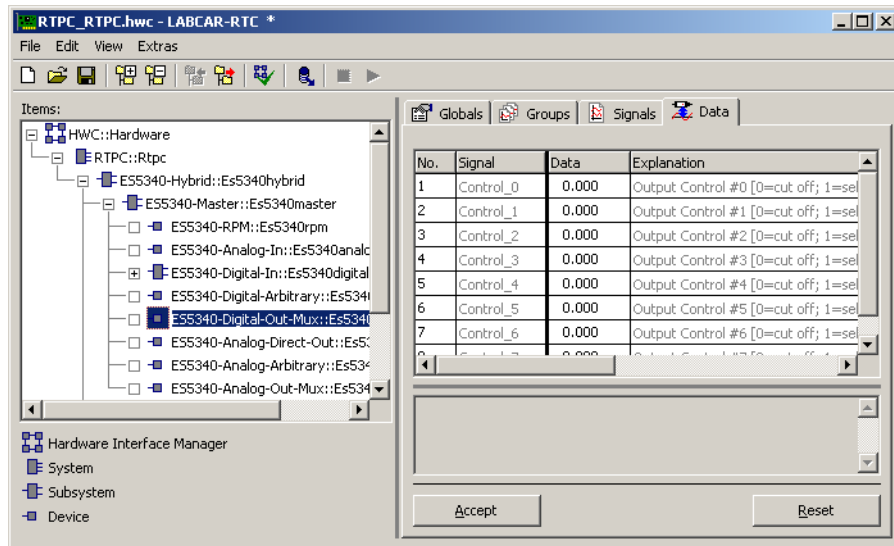 RTPC_RTPC.hwc - LABCAR-RTC *
File Edit View Extras
Items:
HWC::Hardware
RTPC::Rtpc
ES5340-Hybrid::Es5340hybrid
ES5340-Master::Es5340master
ES5340-RPM::Es5340rpm
ES5340-Analog-In::Es5340analo
ES5340-Digital-In::Es5340digital
ES5340-Digital-Arbitrary::Es534
ES5340-Digital-Out-Mux::Es5340
ES5340-Analog-Direct-Out::Es53
ES5340-Analog-Arbitrary::Es534
ES5340-Analog-Out-Mux::Es534
Hardware Interface Manager
System
Subsystem
Device
Globals Groups Signals Data
No. Signal Data Explanation
1 Control_0 0.000 Output Control #0 [0=cut off; 1=sel
2 Control_1 0.000 Output Control #1 [0=cut off; 1=sel
3 Control_2 0.000 Output Control #2 [0=cut off; 1=sel
4 Control_3 0.000 Output Control #3 [0=cut off; 1=sel
5 Control_4 0.000 Output Control #4 [0=cut off; 1=sel
6 Control_5 0.000 Output Control #5 [0=cut off; 1=sel
7 Control_6 0.000 Output Control #6 [0=cut off; 1=sel
Accept Reset